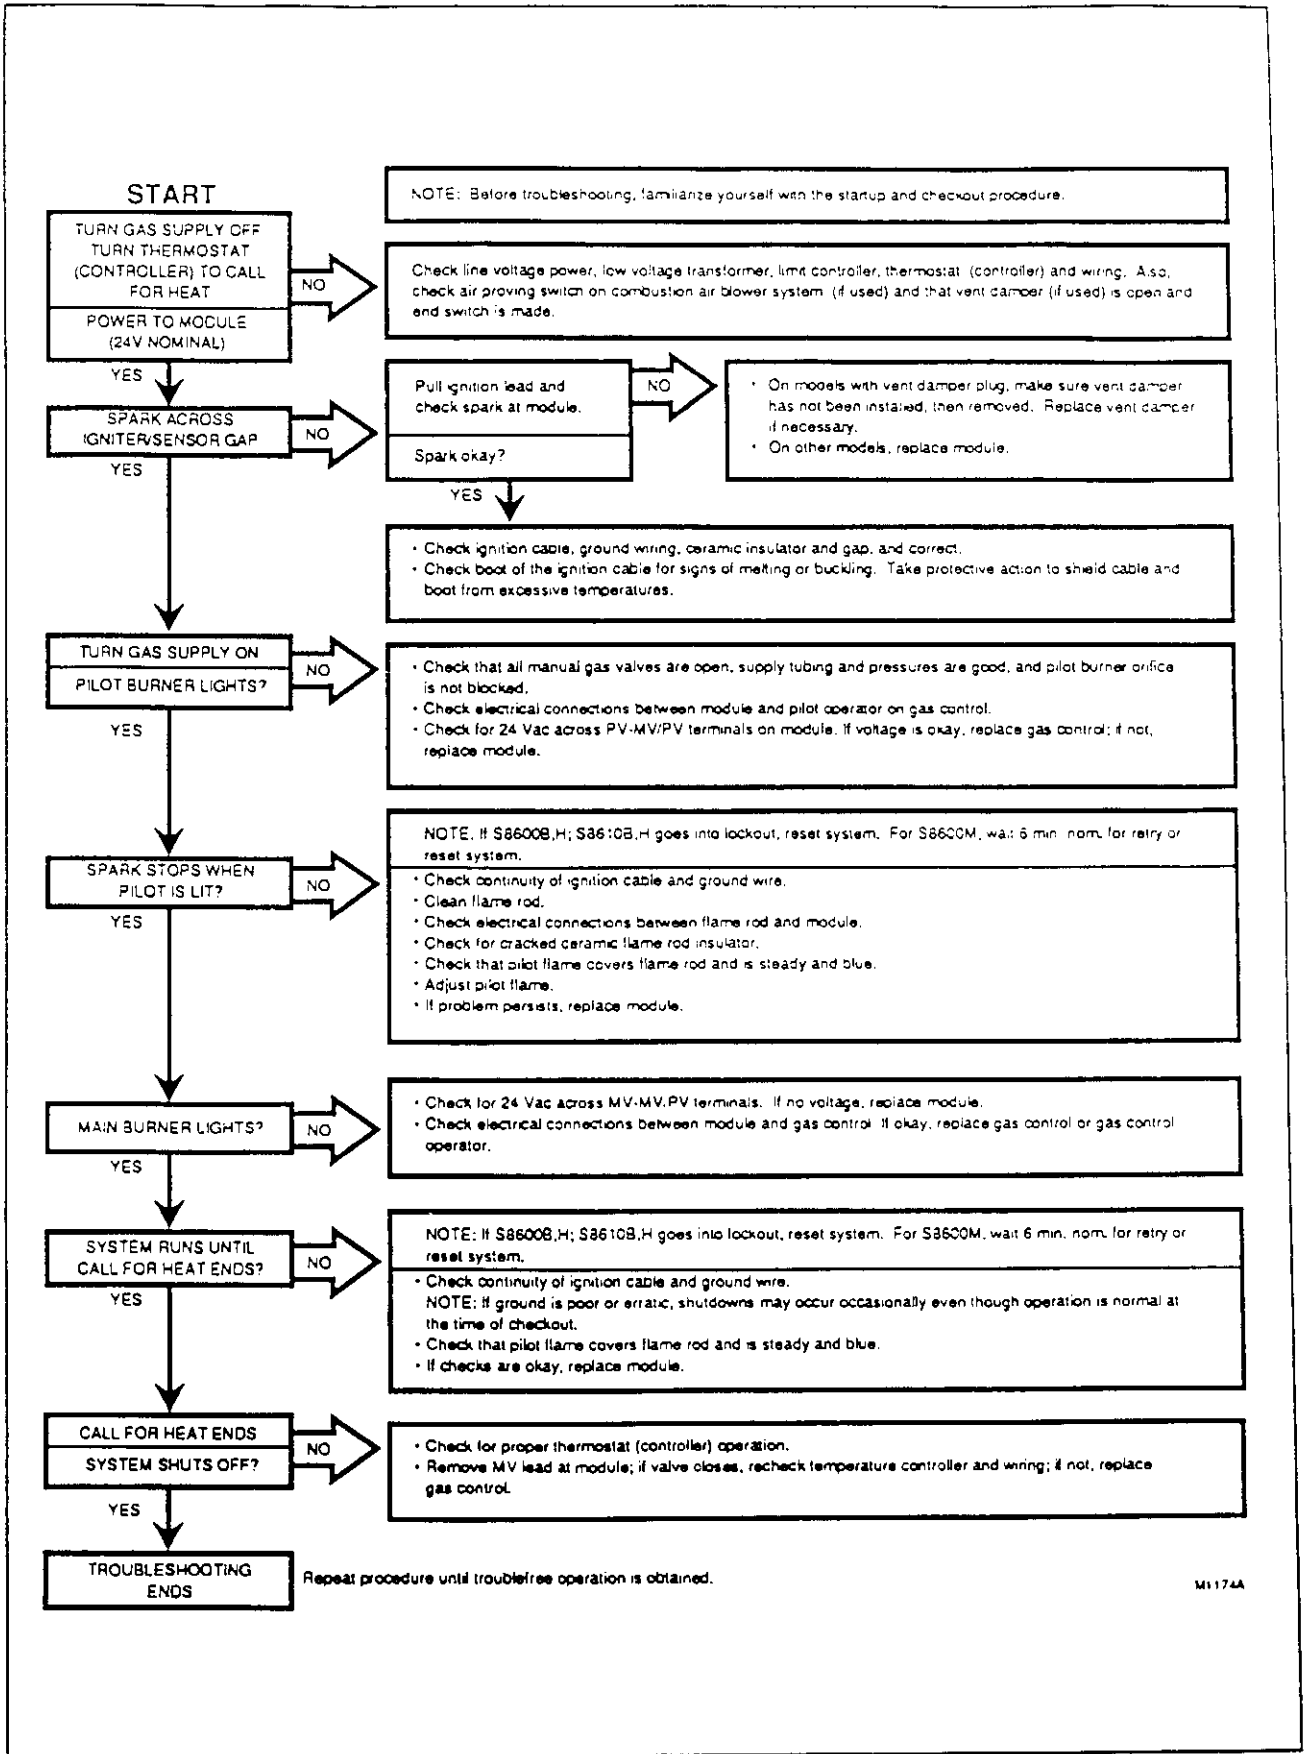 START
NOTE: Before troubleshooting, familiarize yourself with the startup and checkout procedure.
TURN GAS SUPPLY OFF
TURN THERMOSTAT
(CONTROLLER) TO CALL
FOR HEAT
POWER TO MODULE
(24V NOMINAL)
NO
Check line voltage power, low voltage transformer, limit controller, thermostat (controller) and wiring. Also,
check air proving switch on combustion air blower system (if used) and that vent damper (if used) is open and
end switch is made.
YES
SPARK ACROSS
IGNITER/SENSOR GAP
NO
Pull ignition lead and
check spark at module.
Spark okay?
NO
• On models with vent damper plug, make sure vent damper
has not been installed, then removed. Replace vent damper
if necessary.
• On other models, replace module.
YES
YES
• Check ignition cable, ground wiring, ceramic insulator and gap, and correct.
• Check boot of the ignition cable for signs of melting or buckling. Take protective action to shield cable and
boot from excessive temperatures.
TURN GAS SUPPLY ON
PILOT BURNER LIGHTS?
NO
• Check that all manual gas valves are open, supply tubing and pressures are good, and pilot burner orifice
is not blocked.
• Check electrical connections between module and pilot operator on gas control.
• Check for 24 Vac across PV-MV/PV terminals on module. If voltage is okay, replace gas control; if not,
replace module.
YES
SPARK STOPS WHEN
PILOT IS LIT?
NO
NOTE: If S8600B,H; S8610B,H goes into lockout, reset system. For S8600M, wait 6 min. nom. for retry or
reset system.
• Check continuity of ignition cable and ground wire.
• Clean flame rod.
• Check electrical connections between flame rod and module.
• Check for cracked ceramic flame rod insulator.
• Check that pilot flame covers flame rod and is steady and blue.
• Adjust pilot flame.
• If problem persists, replace module.
YES
MAIN BURNER LIGHTS?
NO
• Check for 24 Vac across MV-MV/PV terminals. If no voltage, replace module.
• Check electrical connections between module and gas control. If okay, replace gas control or gas control
operator.
YES
SYSTEM RUNS UNTIL
CALL FOR HEAT ENDS?
NO
NOTE: If S8600B,H; S8610B,H goes into lockout, reset system. For S8600M, wait 6 min. nom. for retry or
reset system.
• Check continuity of ignition cable and ground wire.
NOTE: If ground is poor or erratic, shutdowns may occur occasionally even though operation is normal at
the time of checkout.
• Check that pilot flame covers flame rod and is steady and blue.
• If checks are okay, replace module.
YES
CALL FOR HEAT ENDS
SYSTEM SHUTS OFF?
NO
• Check for proper thermostat (controller) operation.
• Remove MV lead at module; if valve closes, recheck temperature controller and wiring; if not, replace
gas control.
YES
TROUBLESHOOTING
ENDS
Repeat procedure until troublefree operation is obtained.
M1174A